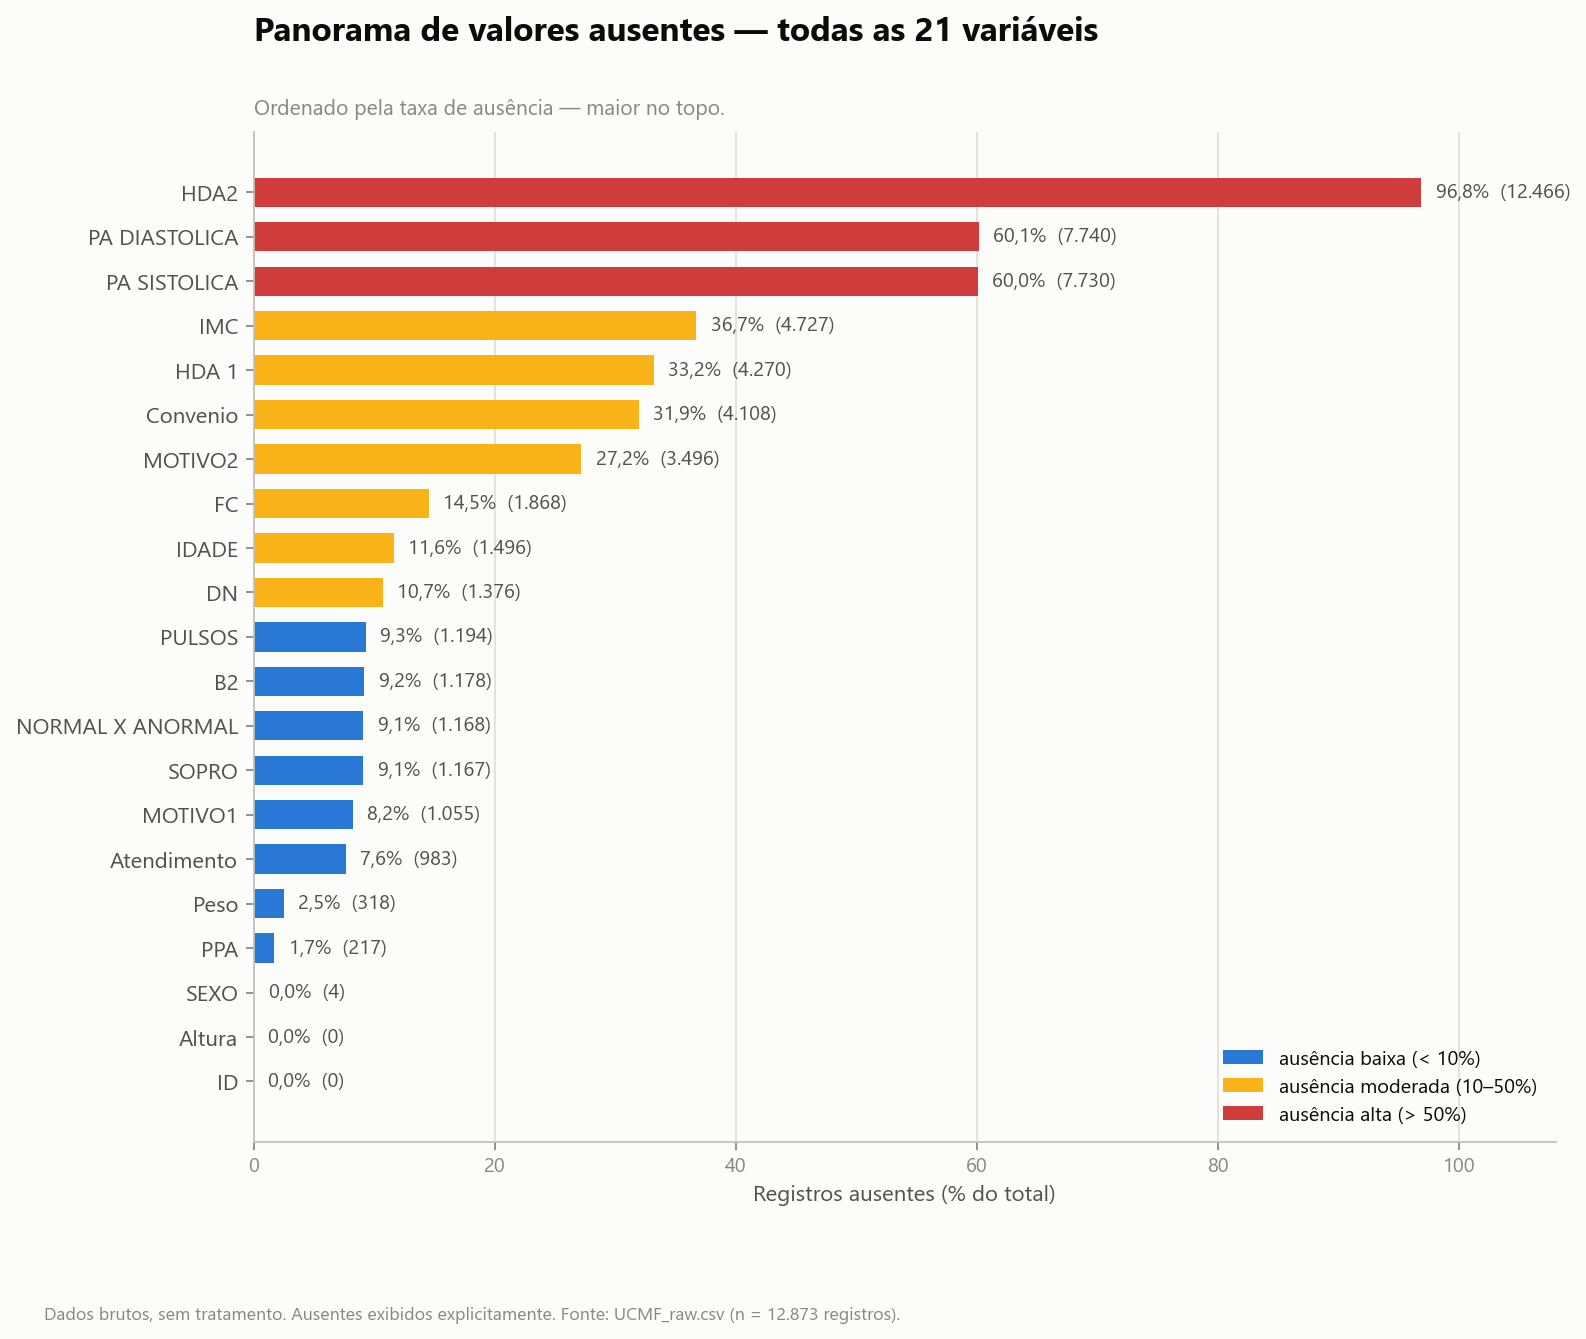 Panorama de valores ausentes — todas as 21 variáveis
Ordenado pela taxa de ausência — maior no topo.
HDA2 96,8% (12.466)
PA DIASTOLICA 60,1% (7.740)
PA SISTOLICA 60,0% (7.730)
IMC 36,7% (4.727)
HDA 1 33,2% (4.270)
Convenio 31,9% (4.108)
MOTIVO2 27,2% (3.496)
FC 14,5% (1.868)
IDADE 11,6% (1.496)
DN 10,7% (1.376)
PULSOS 9,3% (1.194)
B2 9,2% (1.178)
NORMAL X ANORMAL 9,1% (1.168)
SOPRO 9,1% (1.167)
MOTIVO1 8,2% (1.055)
Atendimento 7,6% (983)
Peso 2,5% (318)
PPA 1,7% (217)
SEXO 0,0% (4)
Altura 0,0% (0)
ID 0,0% (0)
ausência baixa (< 10%)
ausência moderada (10–50%)
ausência alta (> 50%)
0 20 40 60 80 100
Registros ausentes (% do total)
Dados brutos, sem tratamento. Ausentes exibidos explicitamente. Fonte: UCMF_raw.csv (n = 12.873 registros).